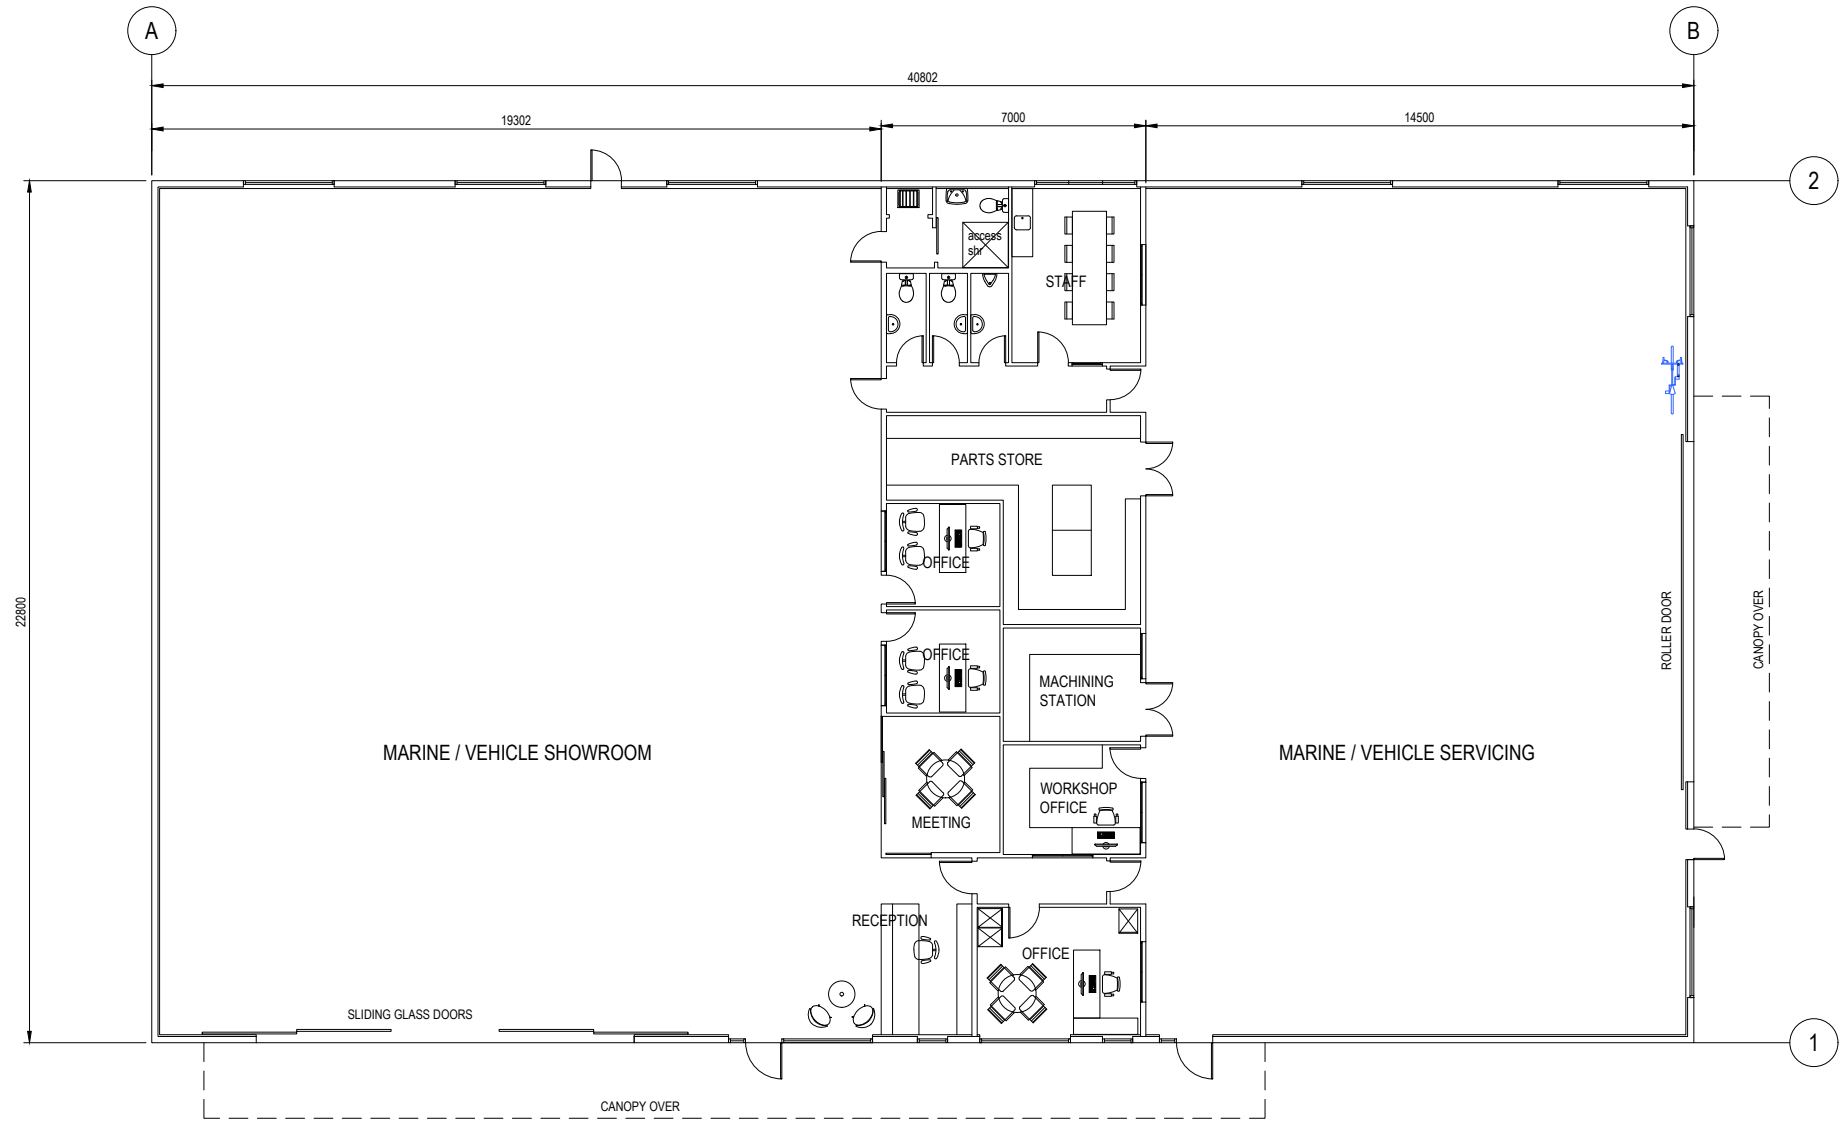 A
B
40802
19302
7000
14500
2
access
shr
STAFF
PARTS STORE
OFFICE
22800
ROLLER DOOR
CANOPY OVER
OFFICE
MACHINING
STATION
MARINE / VEHICLE SHOWROOM
MARINE / VEHICLE SERVICING
WORKSHOP
OFFICE
MEETING
RECEPTION
OFFICE
SLIDING GLASS DOORS
1
CANOPY OVER